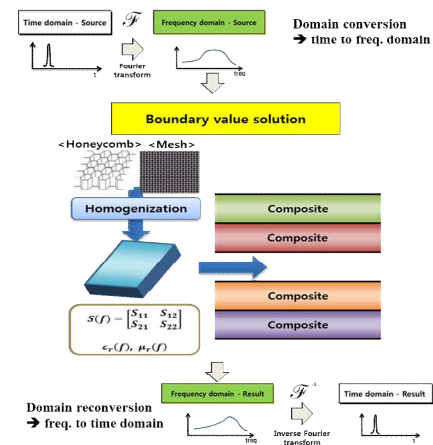 Time domain - Source
ℱ
Frequency domain - Source
Domain conversion
➔ time to freq. domain
t
Fourier
transform
freq
Boundary value solution
<Honeycomb> <Mesh>
Homogenization
Composite
Composite
S(f) = [S11 S12
S21 S22]
εr(f), μr(f)
Composite
Composite
Domain reconversion
➔ freq. to time domain
Frequency domain - Result
ℱ -1
Time domain - Result
freq
Inverse Fourier
transform
t